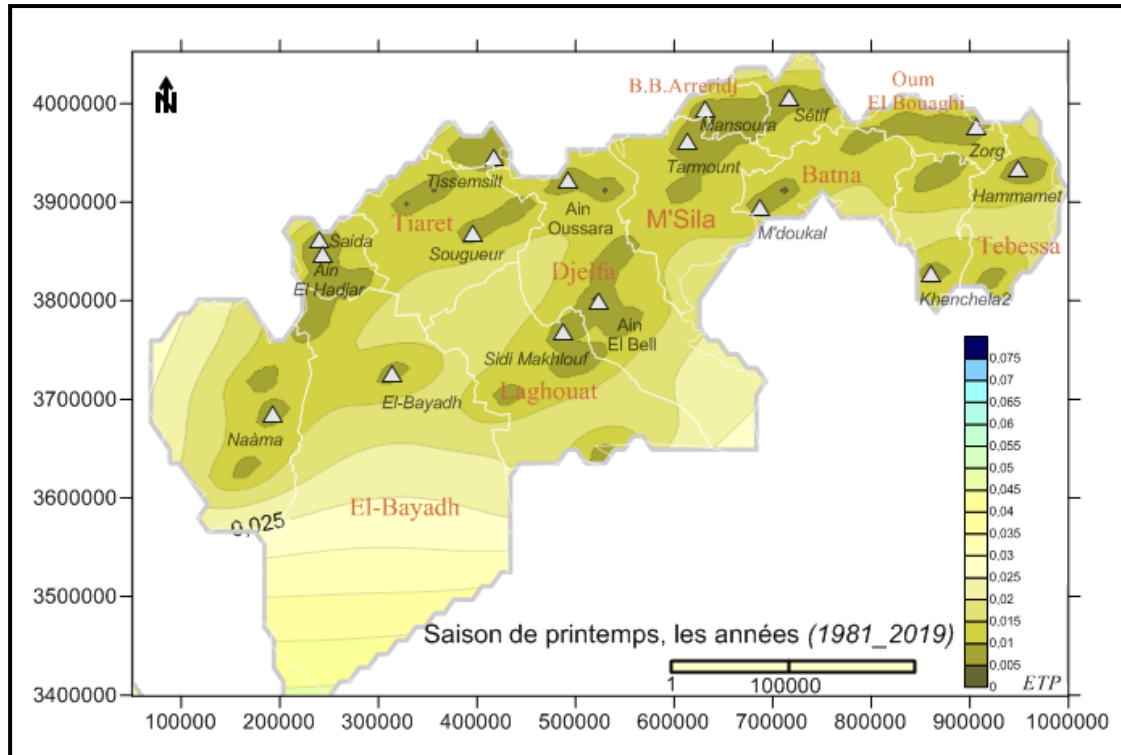 N
B.B.Arreridj
Oum
El Bouaghi
4000000
Mansoura
Sétif
Zorg
Tarmount
Tissemsilt
Batna
Hammamet
3900000
Ain
Oussara
Tiaret
M'Sila
M'doukal
Saida
Sougueur
Ain
El Hadjar
Djelfa
Tebessa
Khenchela2
3800000
Ain
El Bell
Sidi Makhlouf
Laghouat
El-Bayadh
3700000
Naàma
3600000
El-Bayadh
0,025
3500000
Saison de printemps, les années (1981_2019)
1
100000
3400000
0,075
0,07
0,065
0,06
0,055
0,05
0,045
0,04
0,035
0,03
0,025
0,02
0,015
0,01
0,005
0
ETP
100000 200000 300000 400000 500000 600000 700000 800000 900000 1000000